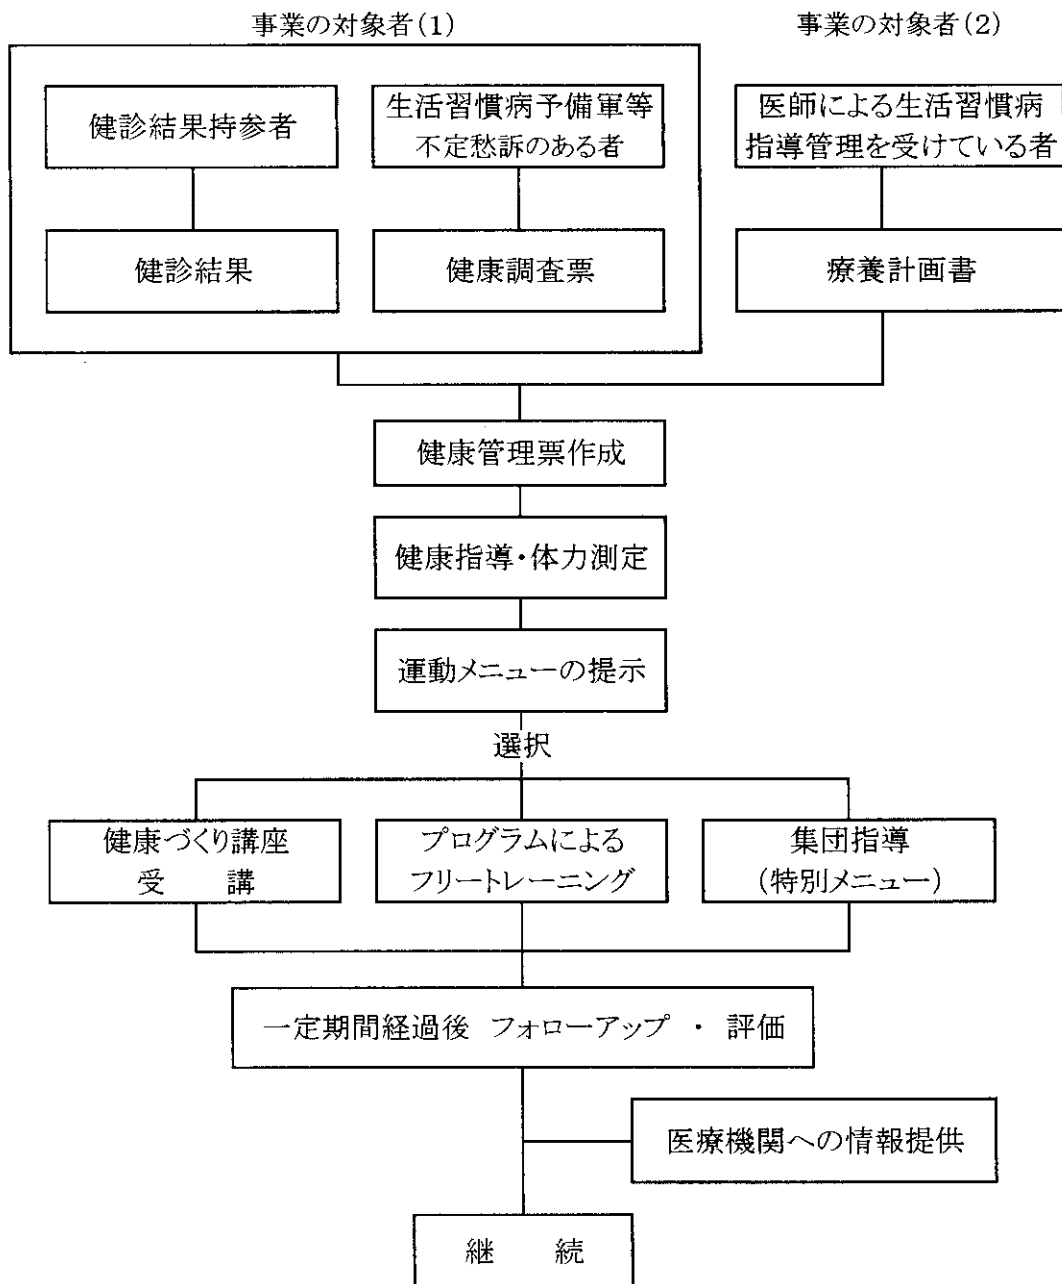 事業の対象者(1)
事業の対象者(2)
健診結果持参者
生活習慣病予備軍等
不定愁訴のある者
医師による生活習慣病
指導管理を受けている者
健診結果
健康調査票
療養計画書
健康管理票作成
健康指導・体力測定
運動メニューの提示
選択
健康づくり講座
受　　講
プログラムによる
フリートレーニング
集団指導
(特別メニュー)
一定期間経過後 フォローアップ ・ 評価
医療機関への情報提供
継　　続